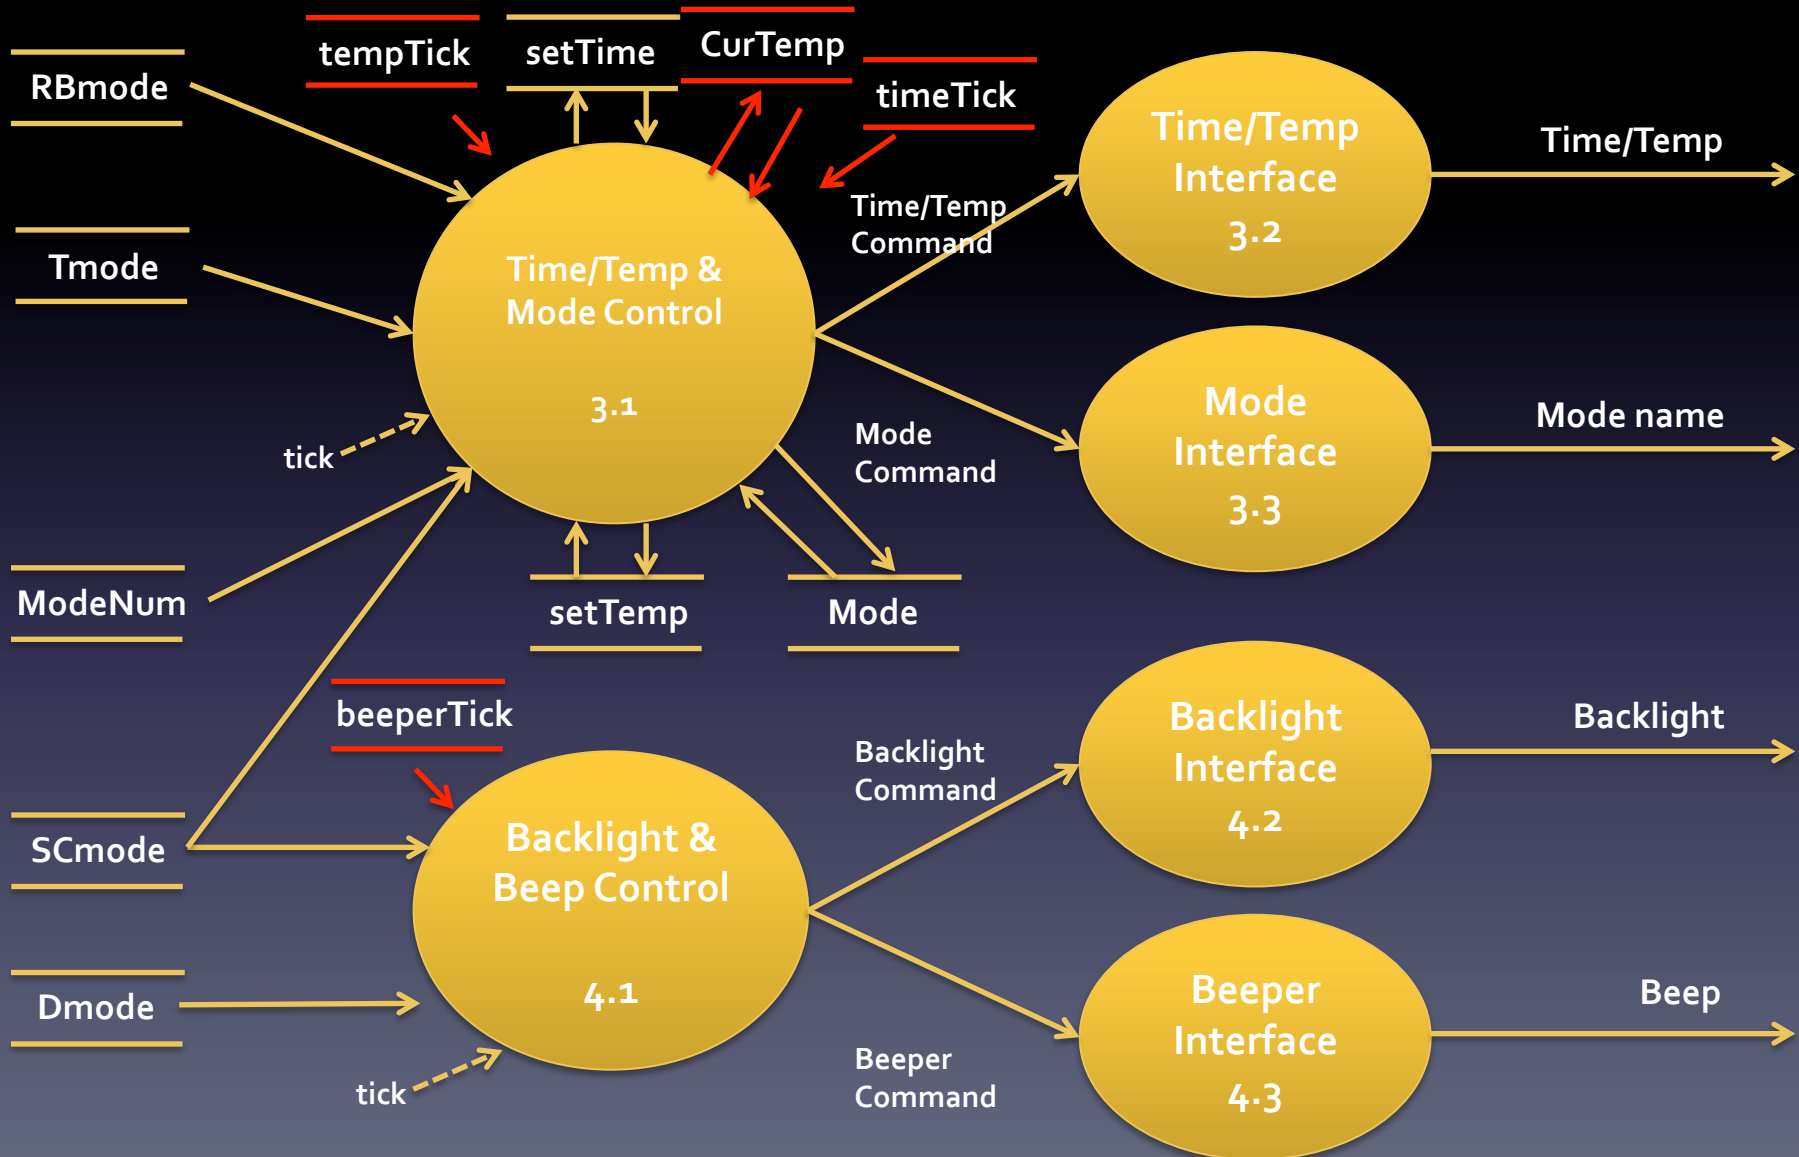 tempTick
setTime
CurTemp
RBmode
timeTick
Time/Temp
Interface
3.2
Time/Temp
Time/Temp
Command
Tmode
Time/Temp &
Mode Control
3.1
Mode
Interface
3.3
Mode name
tick
Mode
Command
ModeNum
setTemp
Mode
beeperTick
Backlight
Interface
4.2
Backlight
Backlight
Command
SCmode
Backlight &
Beep Control
4.1
Dmode
Beeper
Interface
4.3
Beep
tick
Beeper
Command